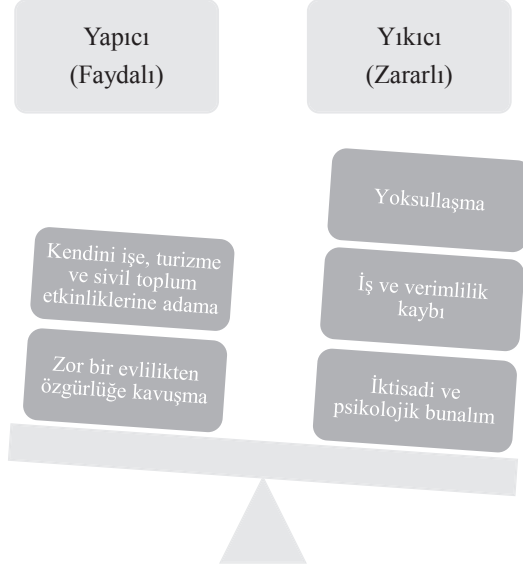 Yapıcı
(Faydalı)
Yıkıcı
(Zararlı)
Kendini işe, turizme
ve sivil toplum
etkinliklerine adama
Zor bir evlilikten
özgürlüğe kavuşma
Yoksullaşma
İş ve verimlilik
kaybı
İktisadi ve
psikolojik bunalım